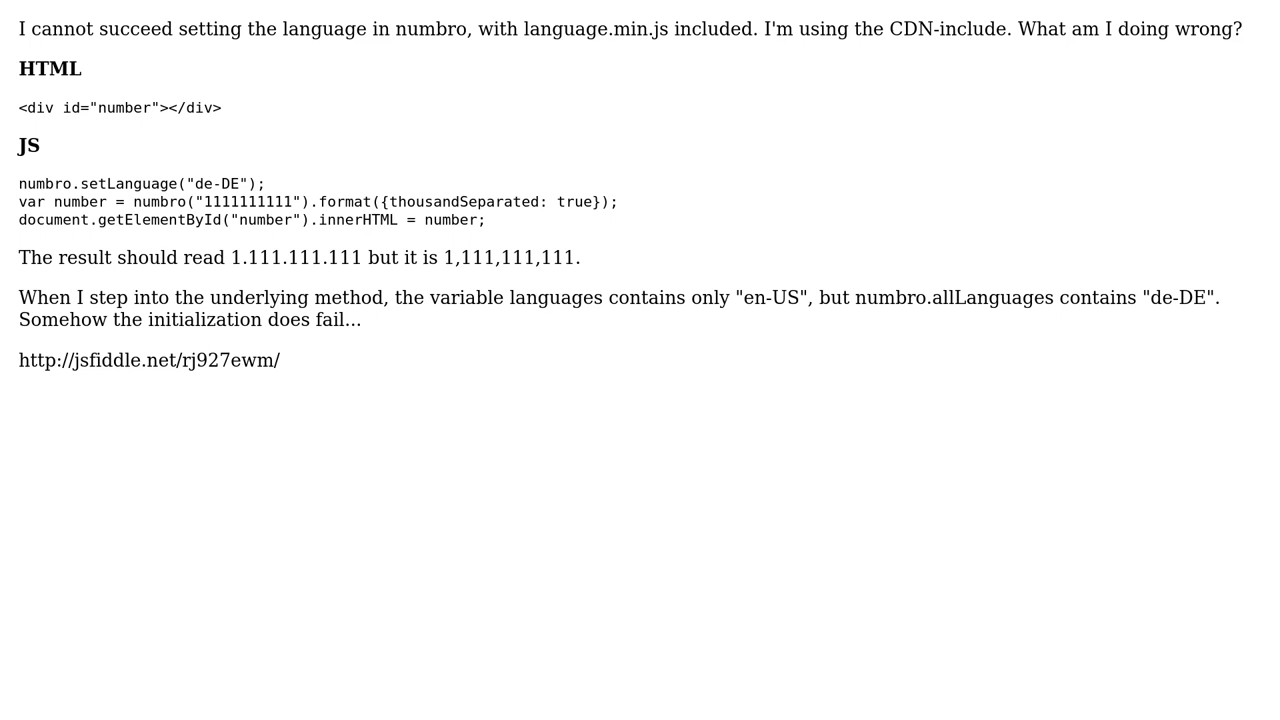 I cannot succeed setting the language in numbro, with language.min.js included. I'm using the CDN-include. What am I doing wrong?
HTML
<div id="number"></div>
JS
numbro.setLanguage("de-DE");
var number = numbro("1111111111").format({thousandSeparated: true});
document.getElementById("number").innerHTML = number;
The result should read 1.111.111.111 but it is 1,111,111,111.
When I step into the underlying method, the variable languages contains only "en-US", but numbro.allLanguages contains "de-DE".
Somehow the initialization does fail...
http://jsfiddle.net/rj927ewm/